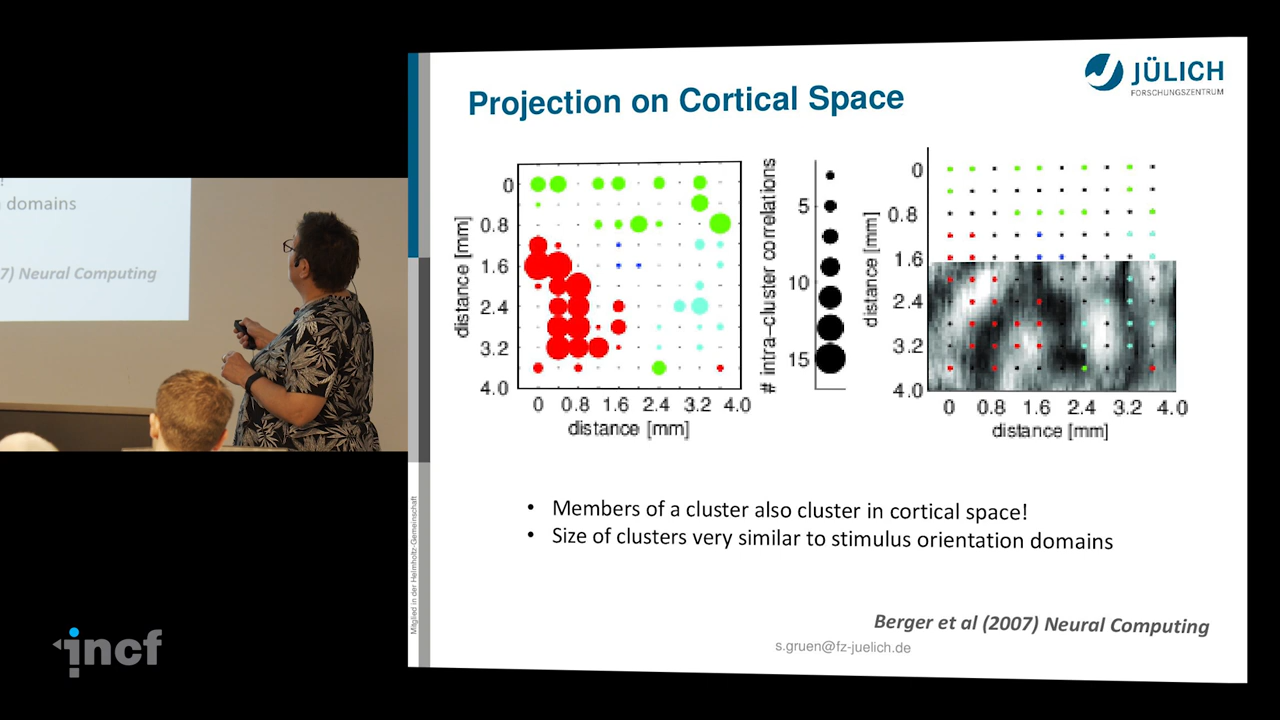 !
domains
7) Neural Computing
Projection on Cortical Space
JÜLICH
FORSCHUNGSZENTRUM
distance [mm]
0
0.8
1.6
2.4
3.2
4.0
0 0.8 1.6 2.4 3.2 4.0
distance [mm]
# intra-cluster correlations
5
10
15
distance [mm]
0
0.8
1.6
2.4
3.2
4.0
0 0.8 1.6 2.4 3.2 4.0
distance [mm]
• Members of a cluster also cluster in cortical space!
• Size of clusters very similar to stimulus orientation domains
Berger et al (2007) Neural Computing
s.gruen@fz-juelich.de
Mitglied in der Helmholtz-Gemeinschaft
incf